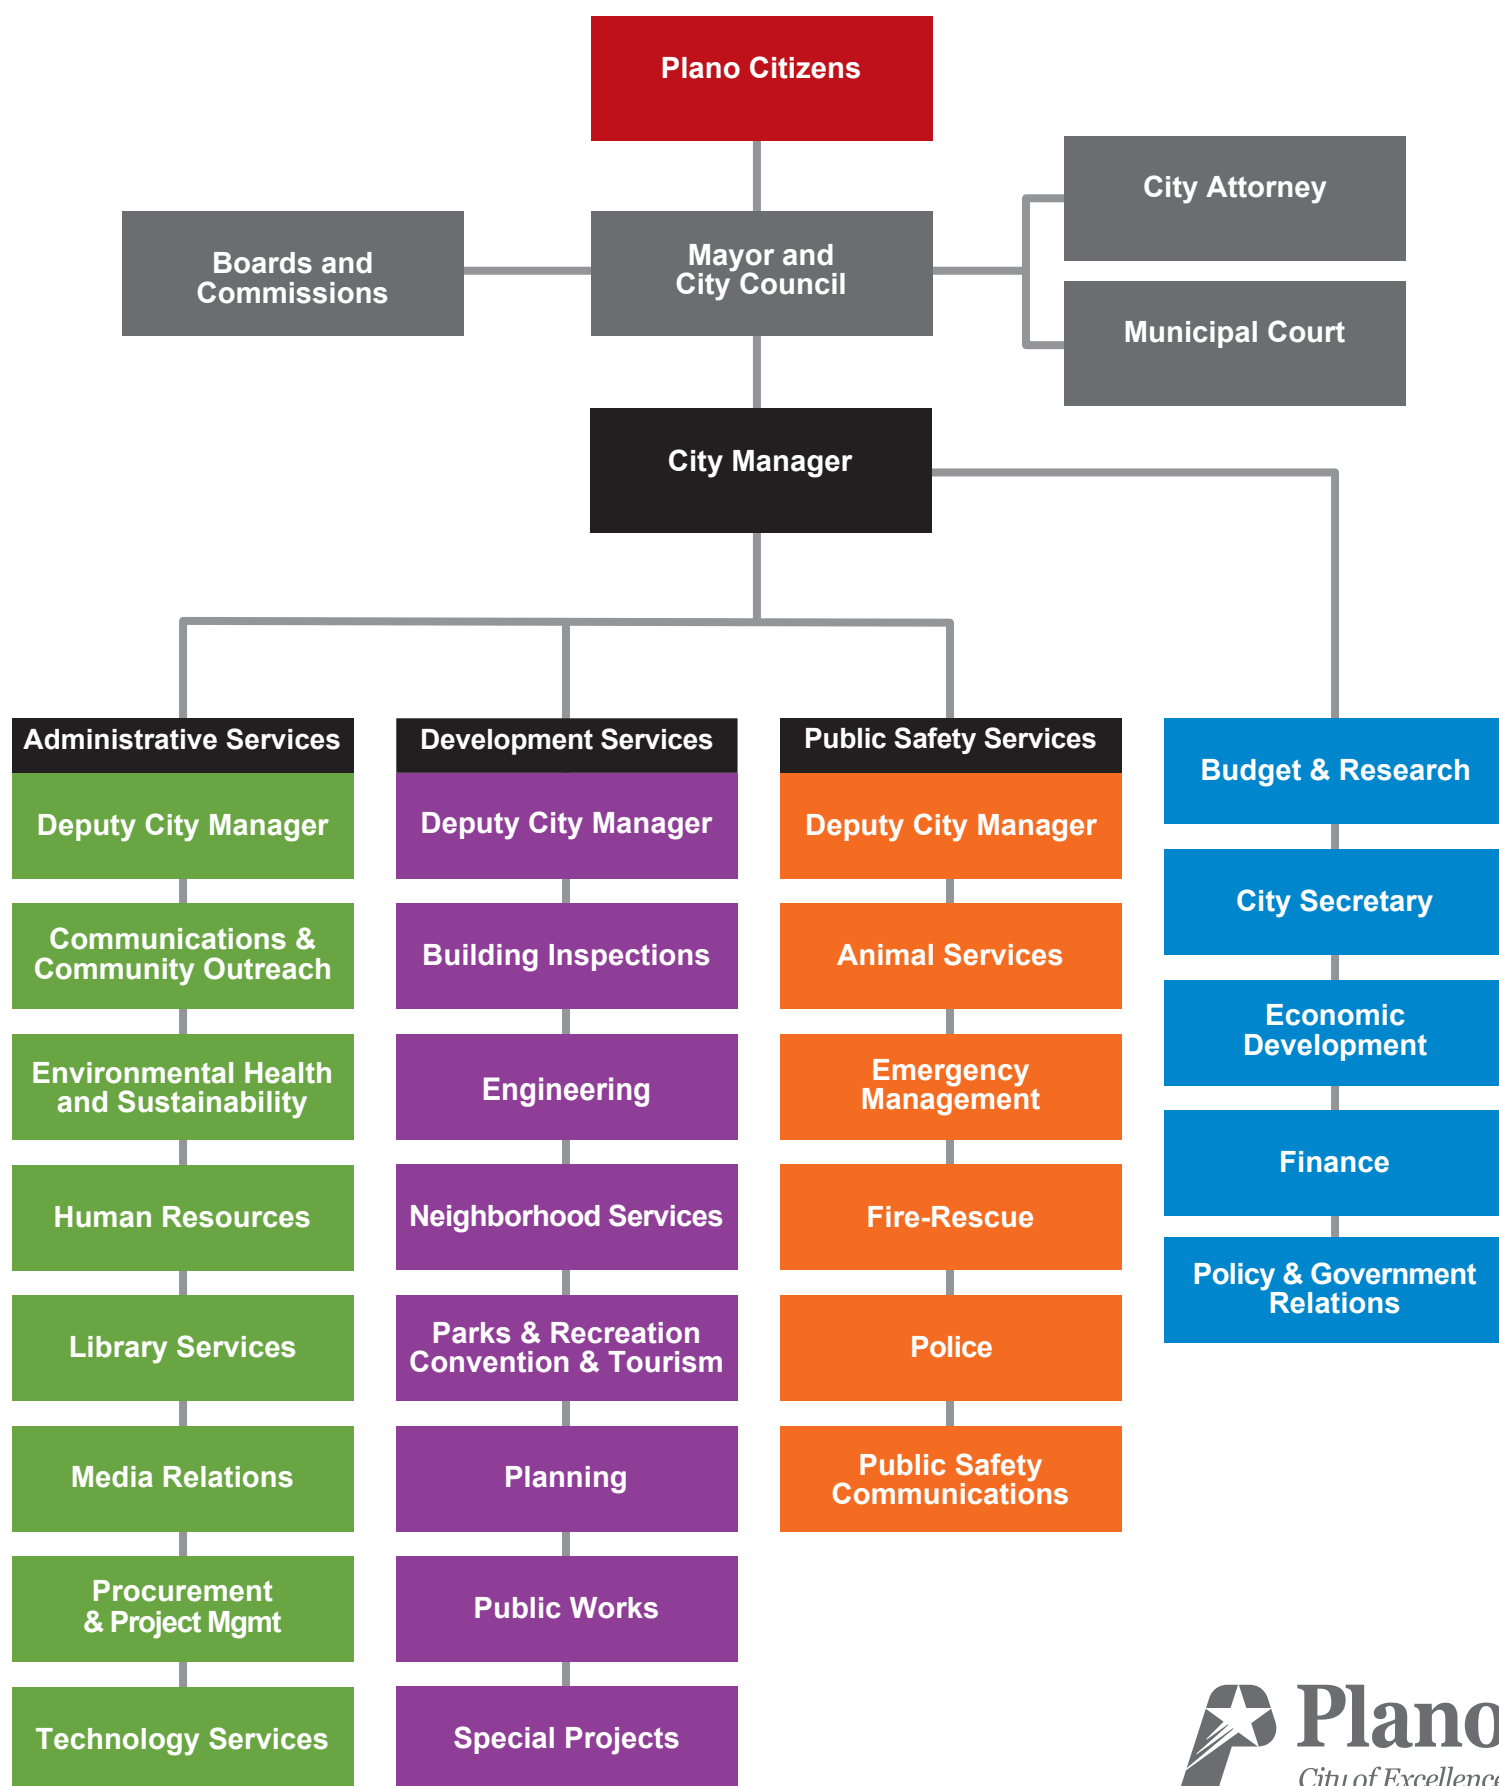 Plano Citizens
Boards and
Commissions
Mayor and
City Council
City Attorney
Municipal Court
City Manager
Administrative Services
Deputy City Manager
Communications &
Community Outreach
Environmental Health
and Sustainability
Human Resources
Library Services
Media Relations
Procurement
& Project Mgmt
Technology Services
Development Services
Deputy City Manager
Building Inspections
Engineering
Neighborhood Services
Parks & Recreation
Convention & Tourism
Planning
Public Works
Special Projects
Public Safety Services
Deputy City Manager
Animal Services
Emergency
Management
Fire-Rescue
Police
Public Safety
Communications
Budget & Research
City Secretary
Economic
Development
Finance
Policy & Government
Relations
Plano
City of Excellence